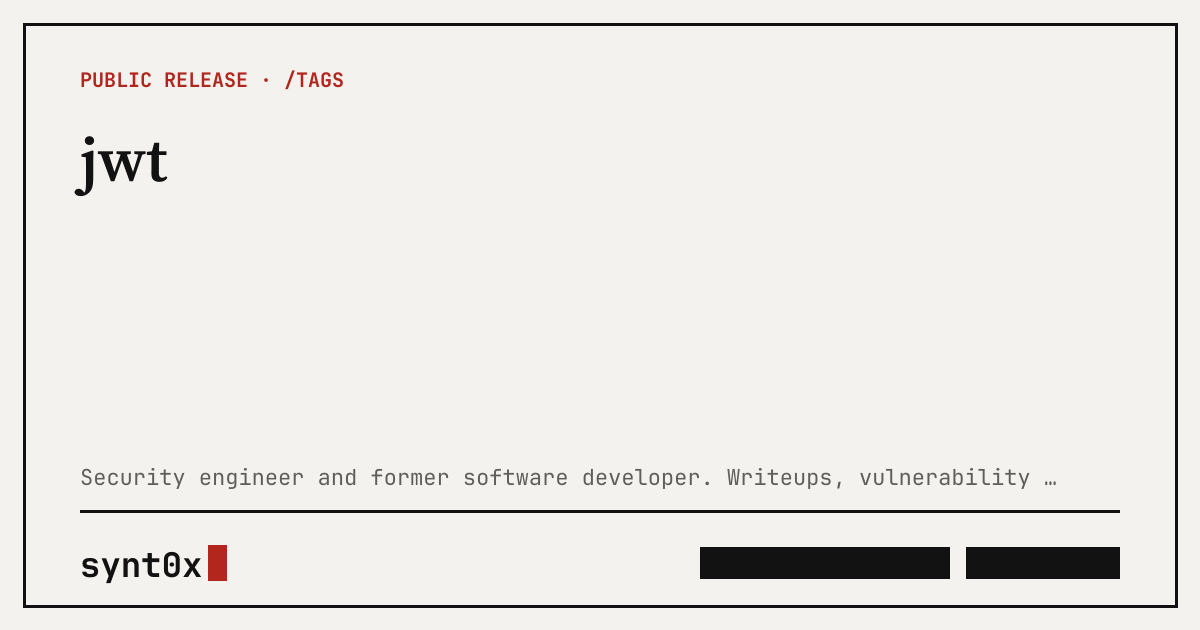 PUBLIC RELEASE · /TAGS
jwt
Security engineer and former software developer. Writeups, vulnerability …
synt0x